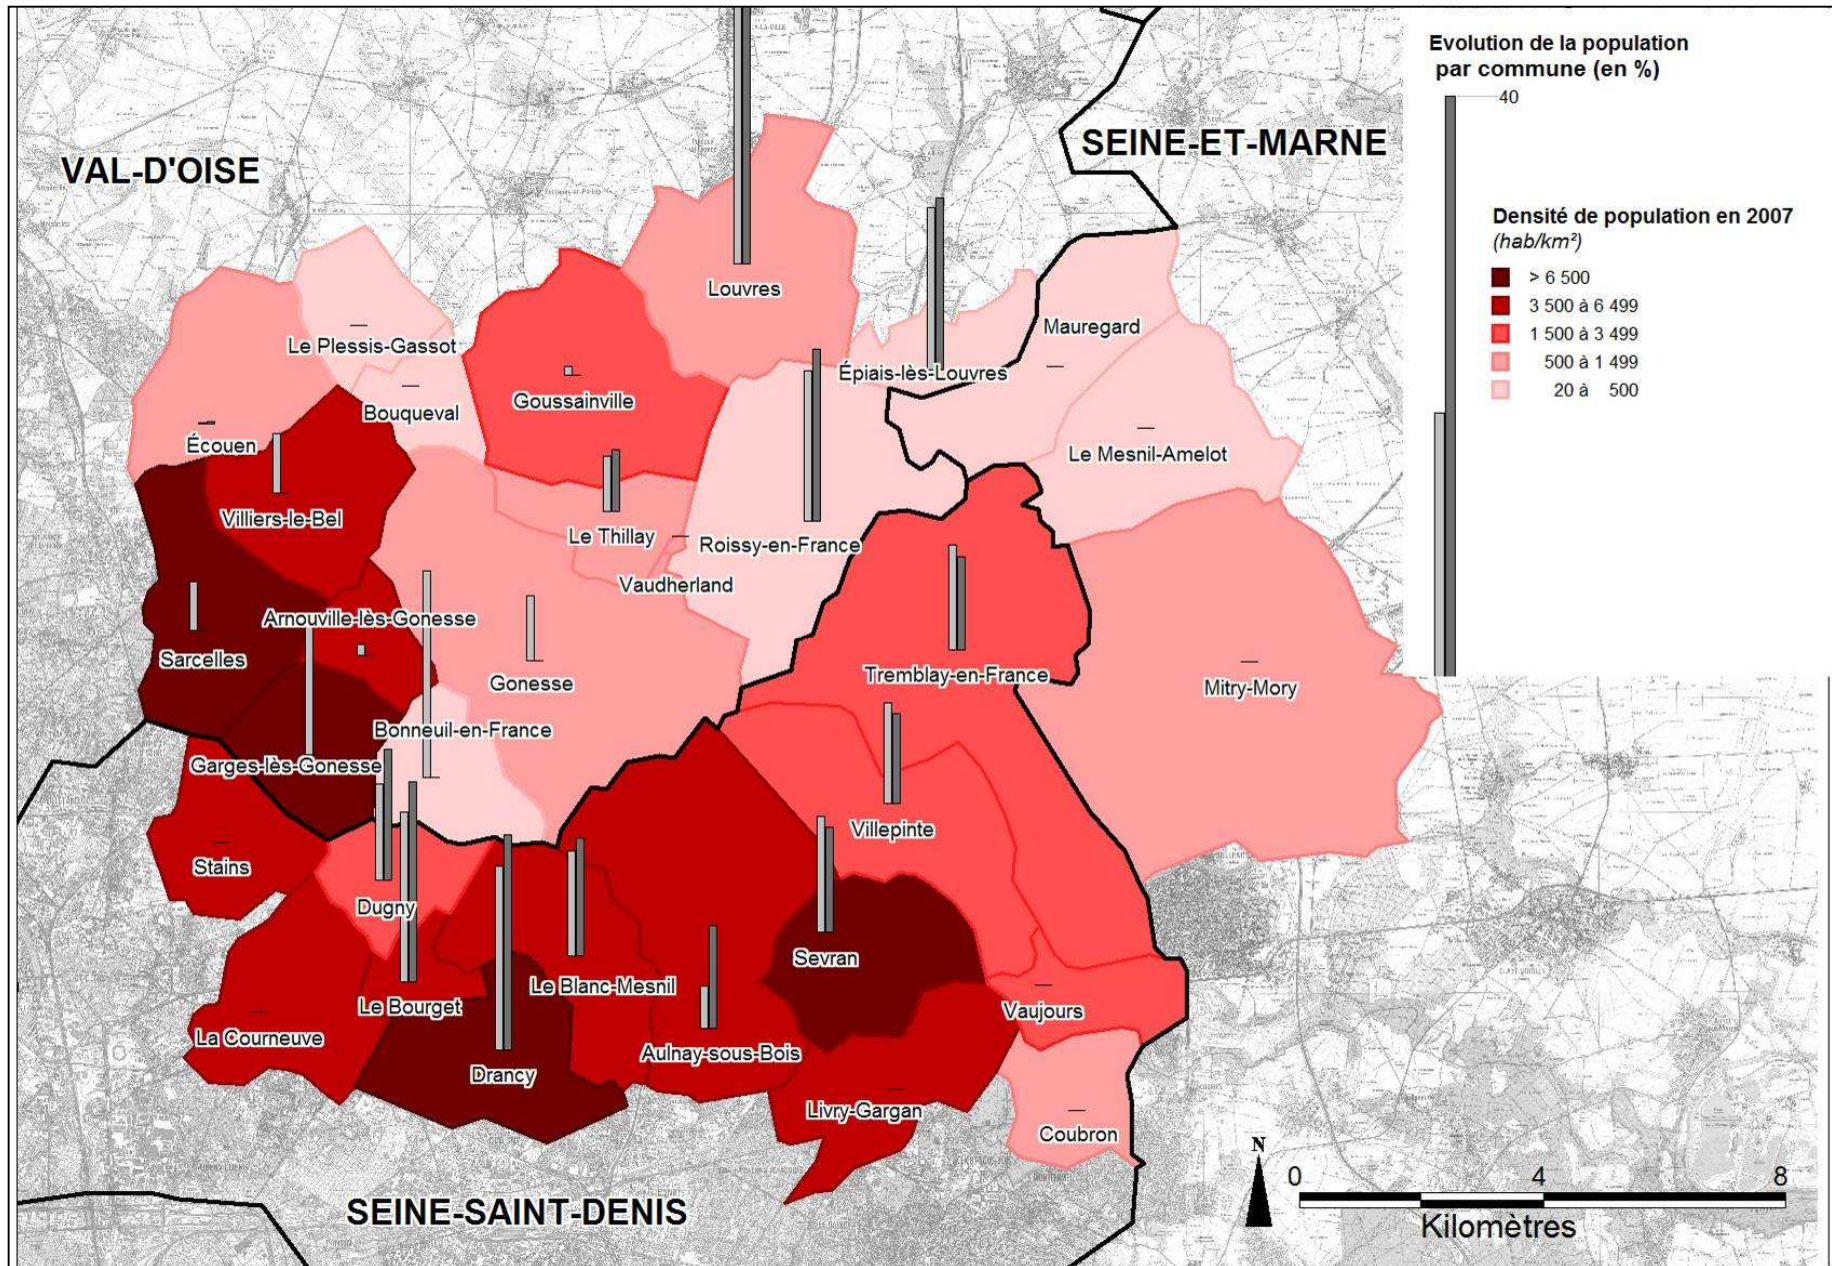 Evolution de la population
par commune (en %)
40
VAL-D'OISE
SEINE-ET-MARNE
Densité de population en 2007
(hab/km²)
> 6 500
3 500 à 6 499
1 500 à 3 499
500 à 1 499
20 à 500
Louvres
Mauregard
Le Plessis-Gassot
Épiais-lès-Louvres
Goussainville
Bouqueval
Écouen
Le Mesnil-Amelot
Villiers-le-Bel
Le Thillay
Roissy-en-France
Vaudherland
Arnouville-lès-Gonesse
Sarcelles
Gonesse
Tremblay-en-France
Mitry-Mory
Bonneuil-en-France
Garges-lès-Gonesse
Villepinte
Stains
Dugny
Sevran
Le Blanc-Mesnil
Le Bourget
Vaujours
La Courneuve
Aulnay-sous-Bois
Drancy
Livry-Gargan
Coubron
N
0 4 8
Kilomètres
SEINE-SAINT-DENIS